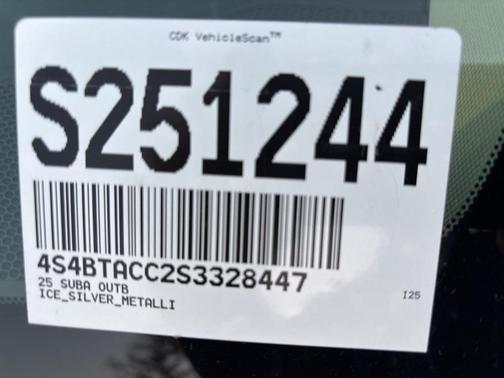 CDK VehicleScan™
S251244
4S4BTACC2S3328447
25 SUBA OUTB
ICE_SILVER_METALLI
I25